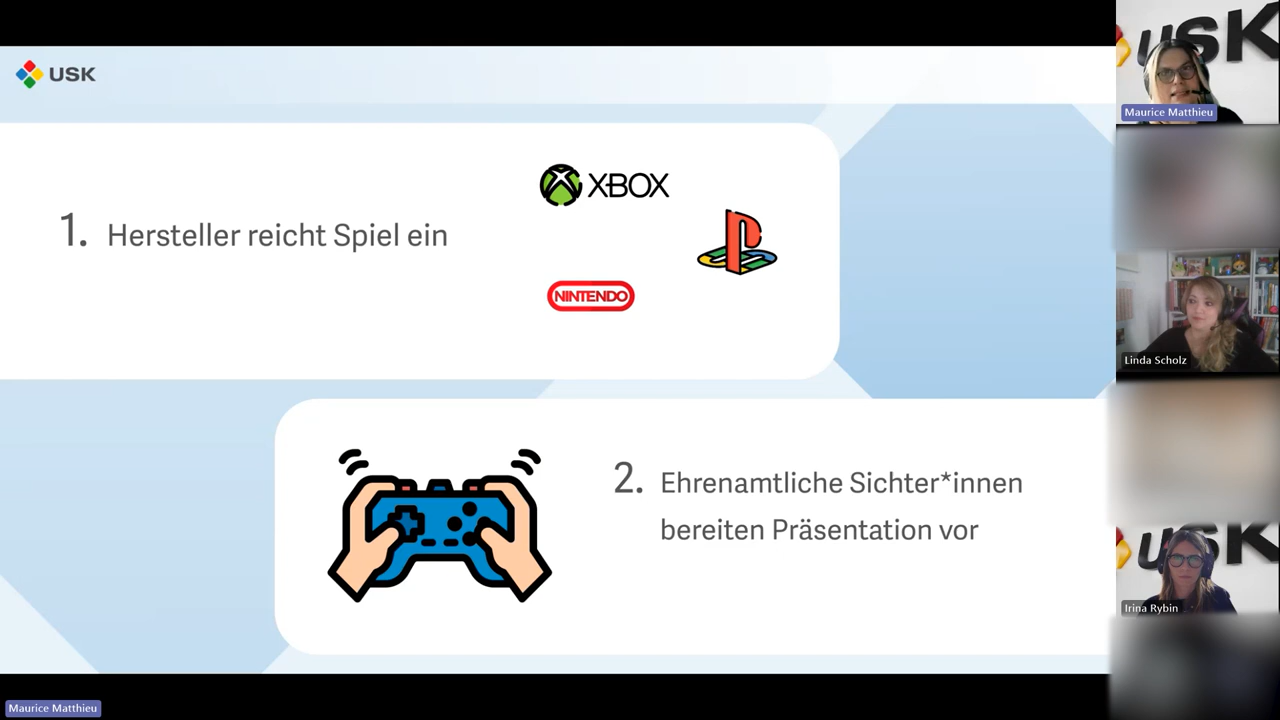 USK
1. Hersteller reicht Spiel ein
XBOX
NINTENDO
2. Ehrenamtliche Sichter*innen
bereiten Präsentation vor
Maurice Matthieu
USK
Maurice Matthieu
Linda Scholz
USK
Irina Rybin